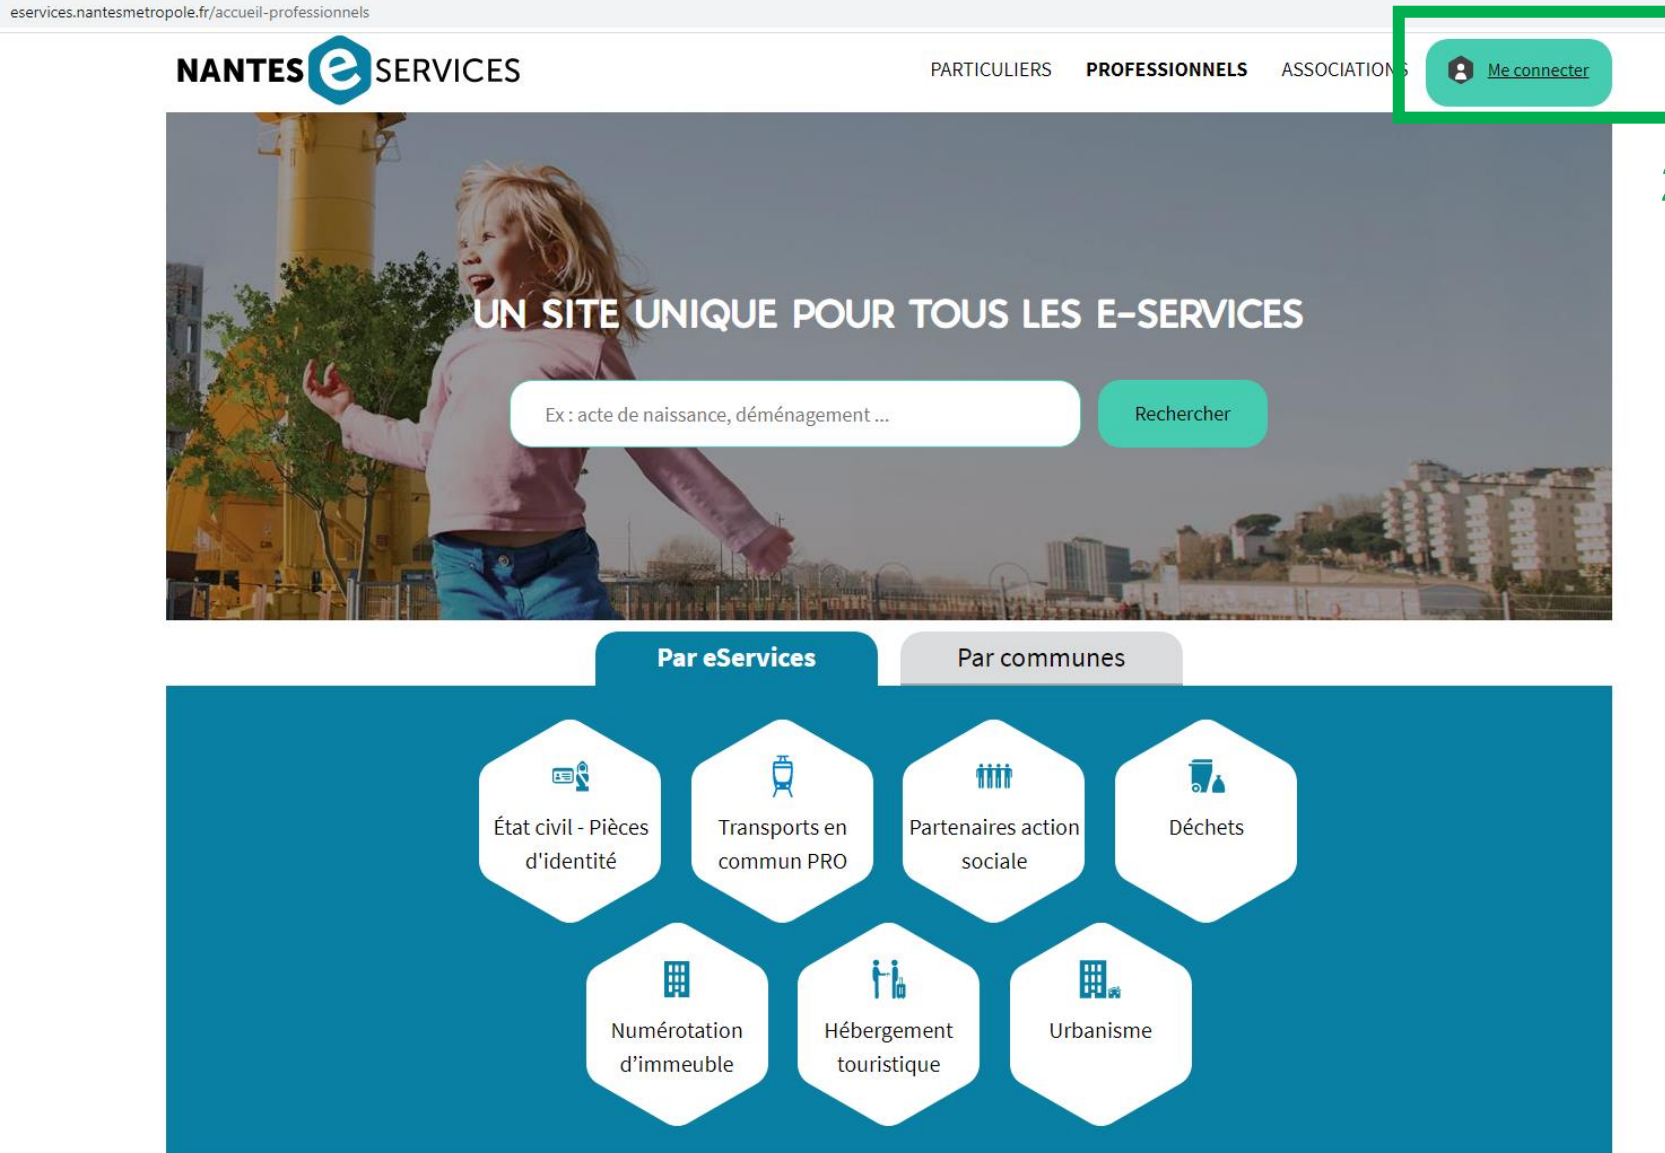 eservices.nantesmetropole.fr/accueil-professionnels
NANTES e SERVICES
PARTICULIERS PROFESSIONNELS ASSOCIATIONS Me connecter
UN SITE UNIQUE POUR TOUS LES E-SERVICES
Ex : acte de naissance, déménagement ... Rechercher
Par eServices Par communes
État civil - Pièces
d'identité
Transports en
commun PRO
Partenaires action
sociale
Déchets
Numérotation
d’immeuble
Hébergement
touristique
Urbanisme